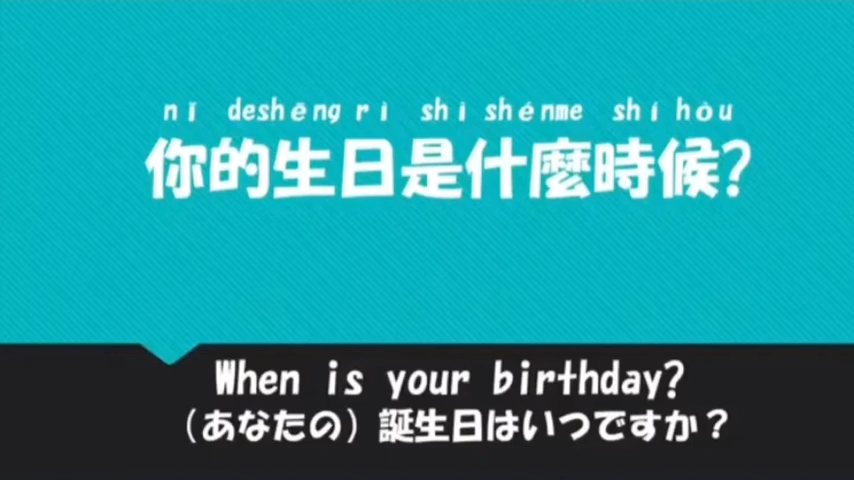 nǐ deshēng rì shì shénme shí hòu
你的生日是什麼時候?
When is your birthday?
（あなたの）誕生日はいつですか？